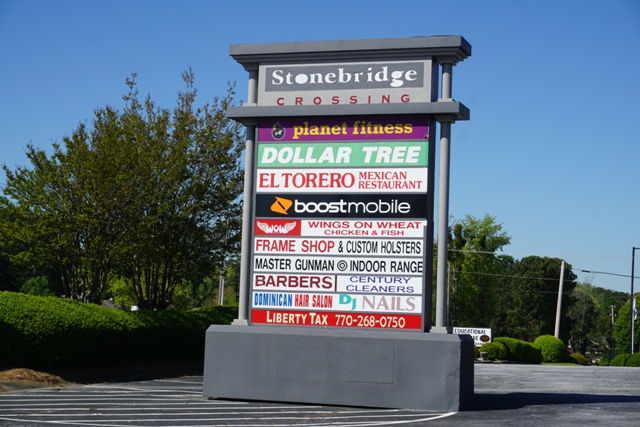 Stonebridge
CROSSING
planet fitness
DOLLAR TREE
EL TORERO MEXICAN RESTAURANT
boostmobile
WOW WINGS ON WHEAT
CHICKEN & FISH
FRAME SHOP & CUSTOM HOLSTERS
MASTER GUNMAN INDOOR RANGE
BARBERS CENTURY CLEANERS
DOMINICAN HAIR SALON DJ NAILS
LIBERTY TAX 770-268-0750
EDUCATIONAL